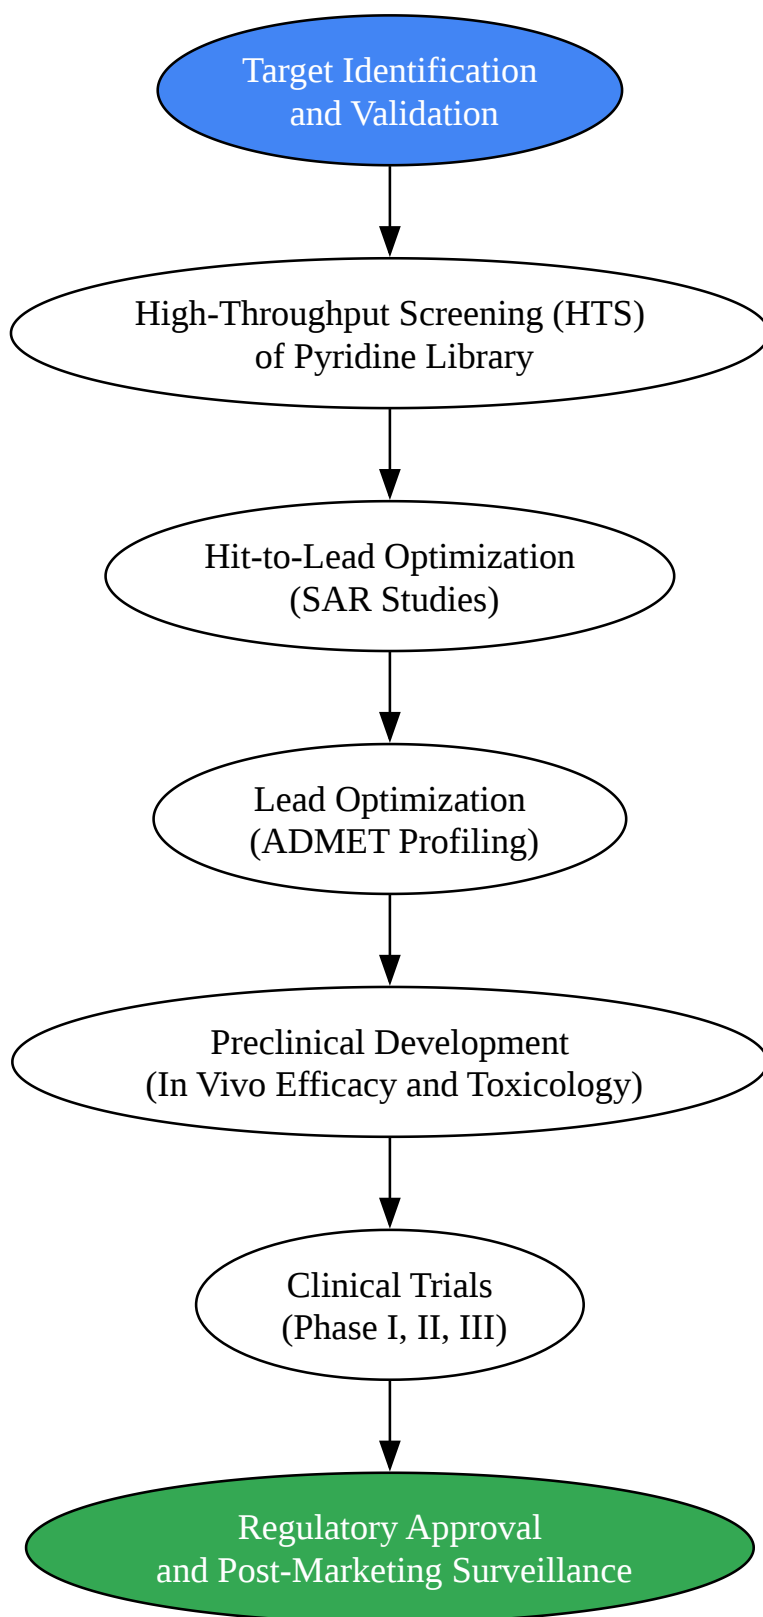 Target Identification
and Validation
High-Throughput Screening (HTS)
of Pyridine Library
Hit-to-Lead Optimization
(SAR Studies)
Lead Optimization
(ADMET Profiling)
Preclinical Development
(In Vivo Efficacy and Toxicology)
Clinical Trials
(Phase I, II, III)
Regulatory Approval
and Post-Marketing Surveillance